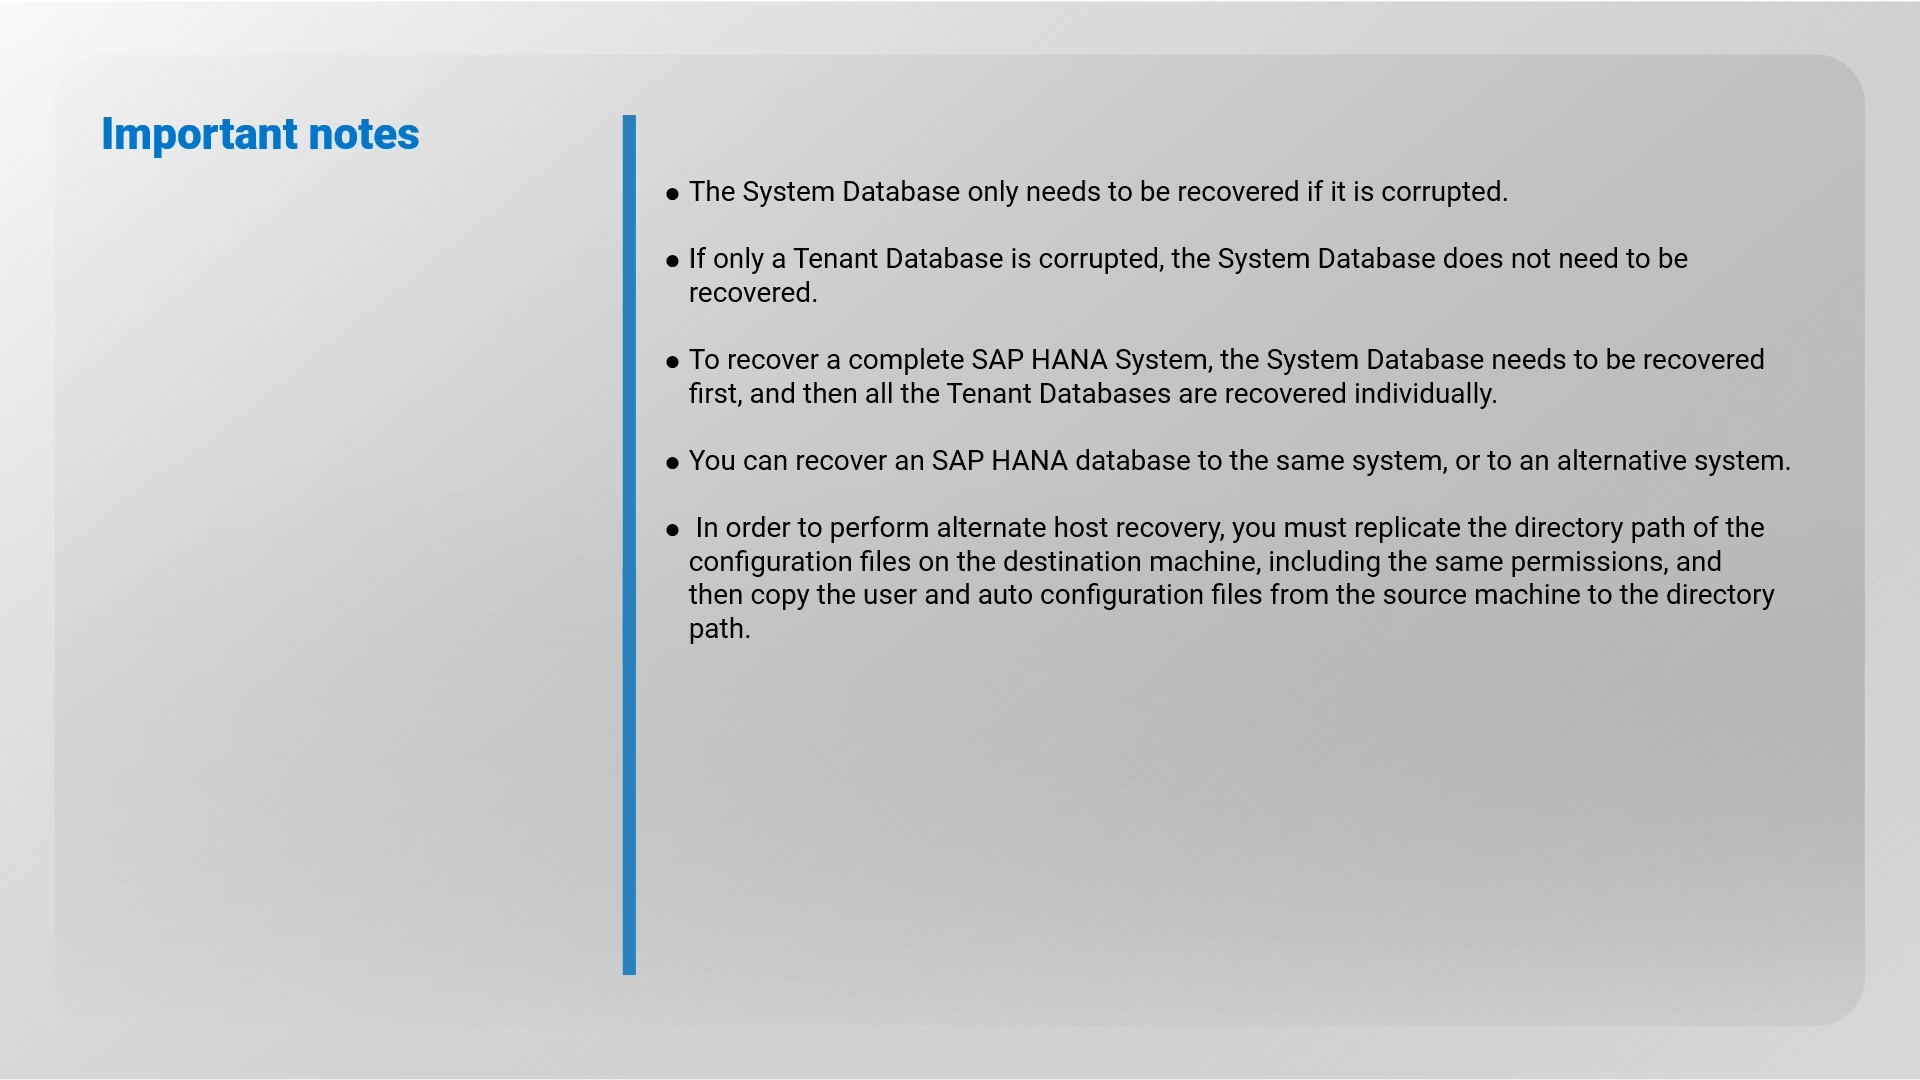 Important notes
● The System Database only needs to be recovered if it is corrupted.
● If only a Tenant Database is corrupted, the System Database does not need to be
recovered.
● To recover a complete SAP HANA System, the System Database needs to be recovered
first, and then all the Tenant Databases are recovered individually.
● You can recover an SAP HANA database to the same system, or to an alternative system.
● In order to perform alternate host recovery, you must replicate the directory path of the
configuration files on the destination machine, including the same permissions, and
then copy the user and auto configuration files from the source machine to the directory
path.